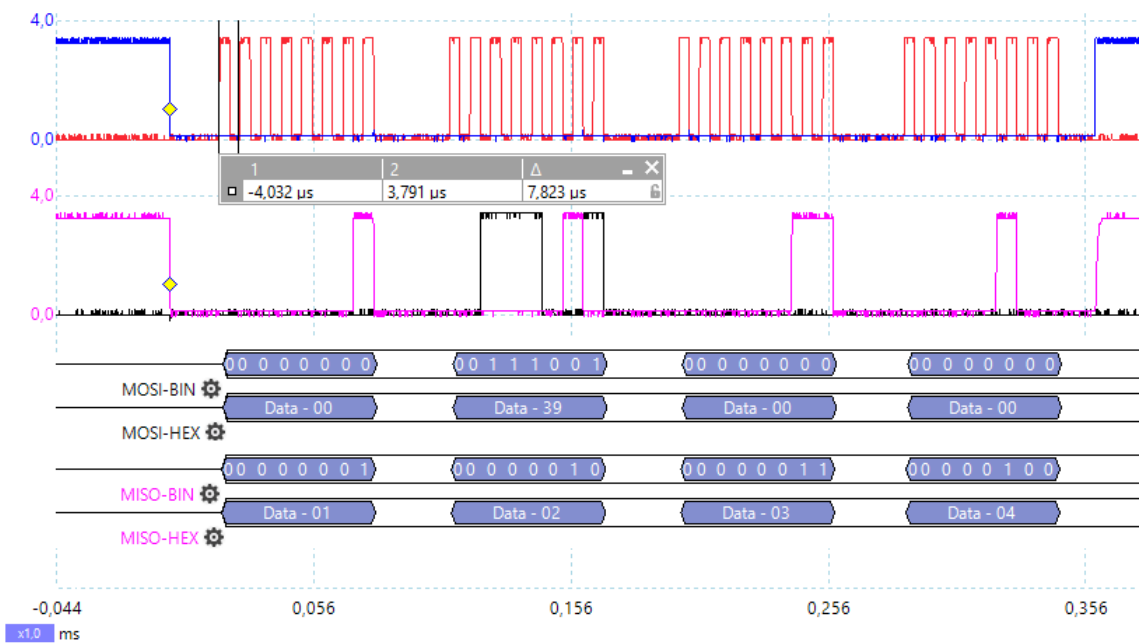 4,0
0,0
1 2 Δ
-4,032 µs 3,791 µs 7,823 µs
4,0
0,0
MOSI-BIN 0 0 0 0 0 0 0 0 0 0 1 1 1 0 0 1 0 0 0 0 0 0 0 0 0 0 0 0 0 0 0 0
MOSI-HEX Data - 00 Data - 39 Data - 00 Data - 00
MISO-BIN 0 0 0 0 0 0 0 1 0 0 0 0 0 0 1 0 0 0 0 0 0 0 1 1 0 0 0 0 0 1 0 0
MISO-HEX Data - 01 Data - 02 Data - 03 Data - 04
-0,044 0,056 0,156 0,256 0,356
x1,0 ms